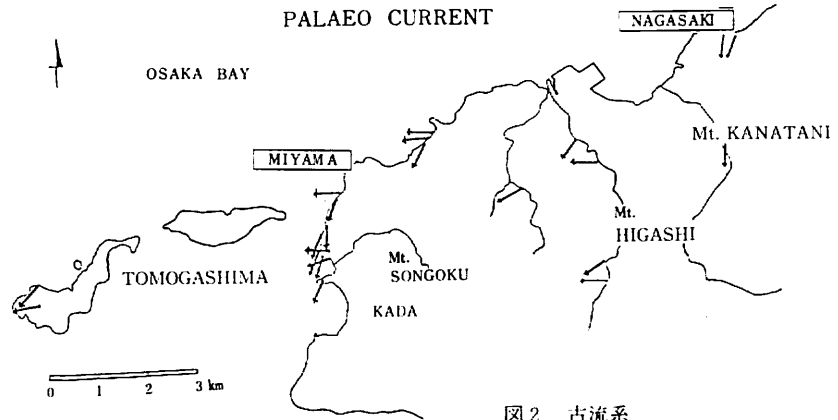 PALAEO CURRENT
NAGASAKI
OSAKA BAY
Mt. KANATANI
MIYAMA
Mt.
HIGASHI
Mt.
SONGOKU
TOMOGASHIMA
KADA
0 1 2 3 km
図2 古流系